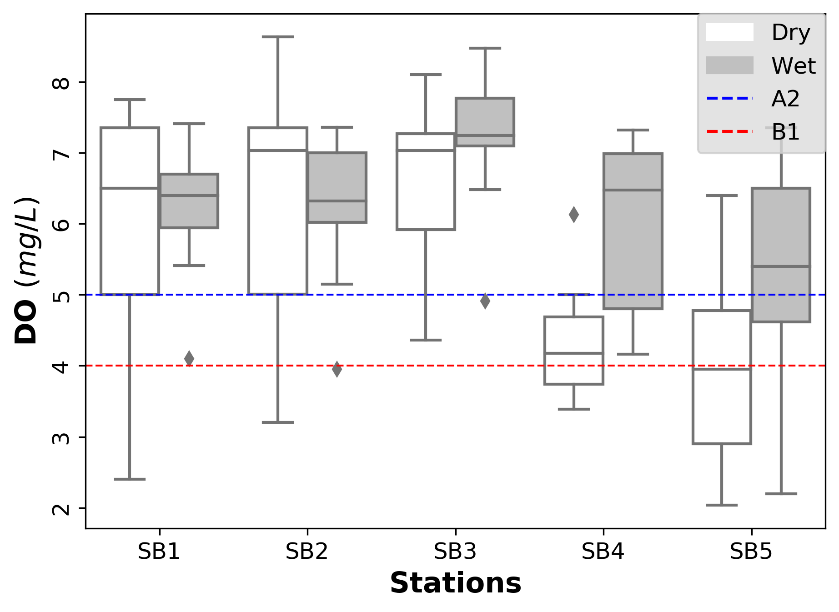 Dry
Wet
A2
B1
8
7
6
5
4
3
2
DO (mg/L)
SB1 SB2 SB3 SB4 SB5
Stations